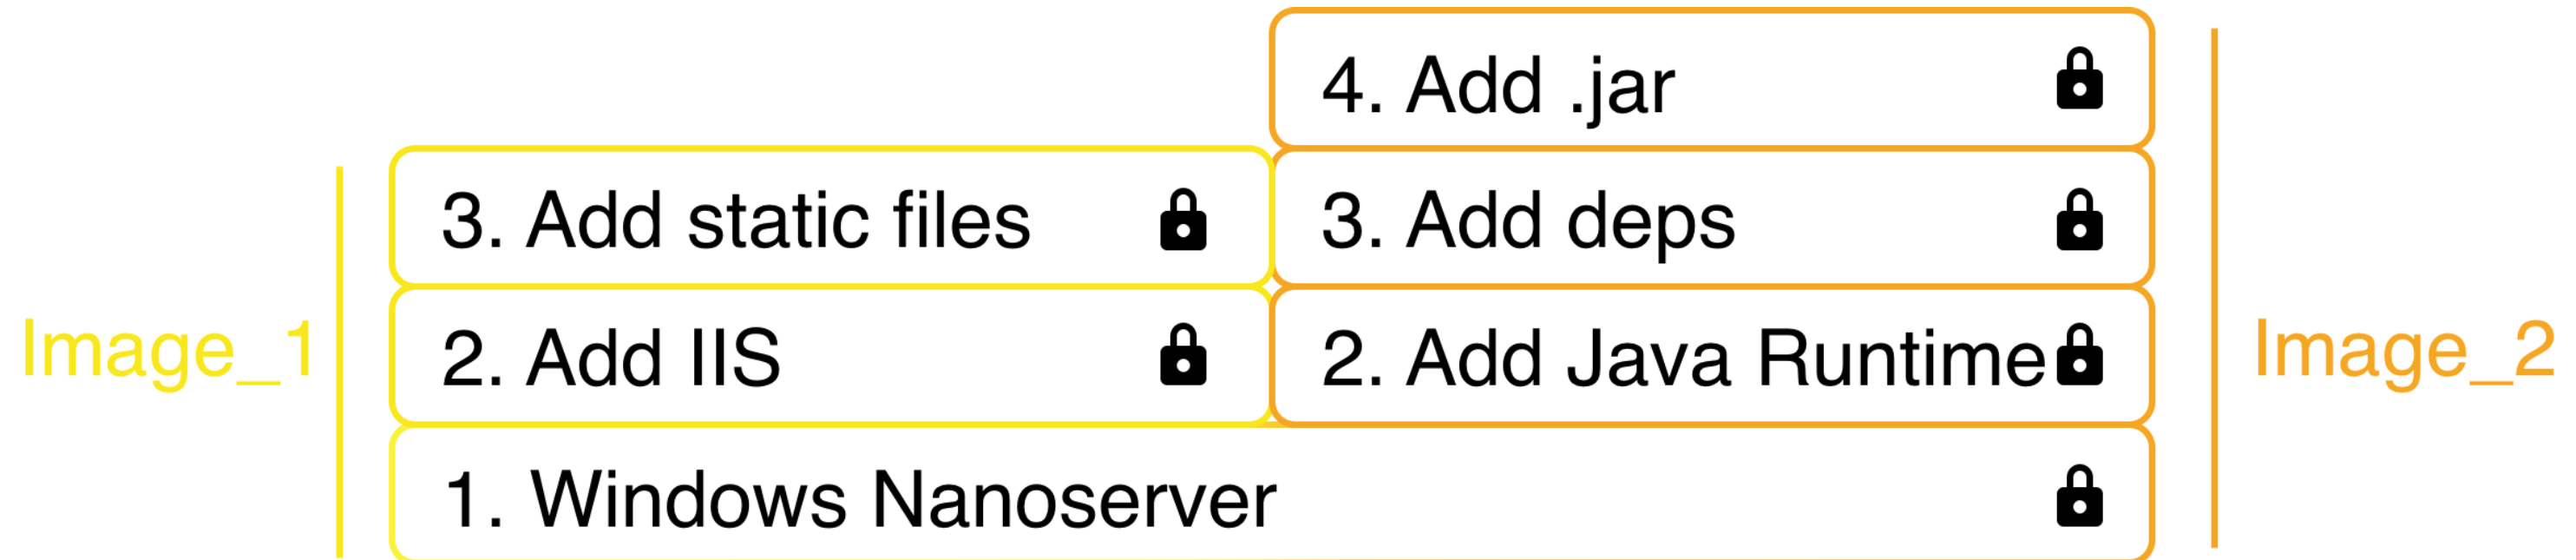 4. Add .jar
3. Add static files
3. Add deps
Image_1
2. Add IIS
2. Add Java Runtime
Image_2
1. Windows Nanoserver